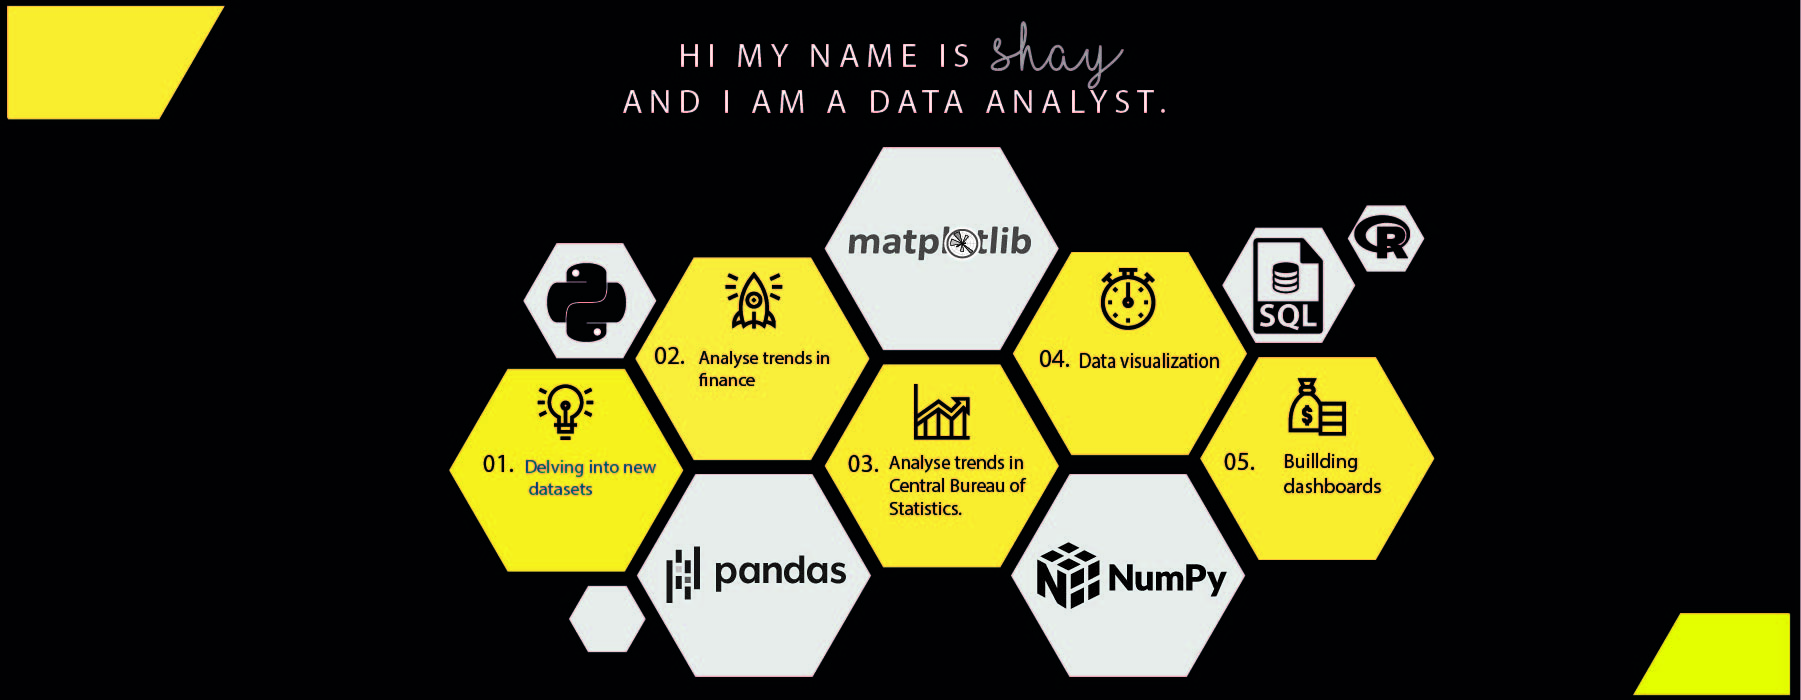 HI MY NAME IS shay
AND I AM A DATA ANALYST.
matplotlib
R
SQL
02. Analyse trends in
finance
04. Data visualization
01. Delving into new
datasets
03. Analyse trends in
Central Bureau of
Statistics.
05. Buillding
dashboards
pandas
N NumPy